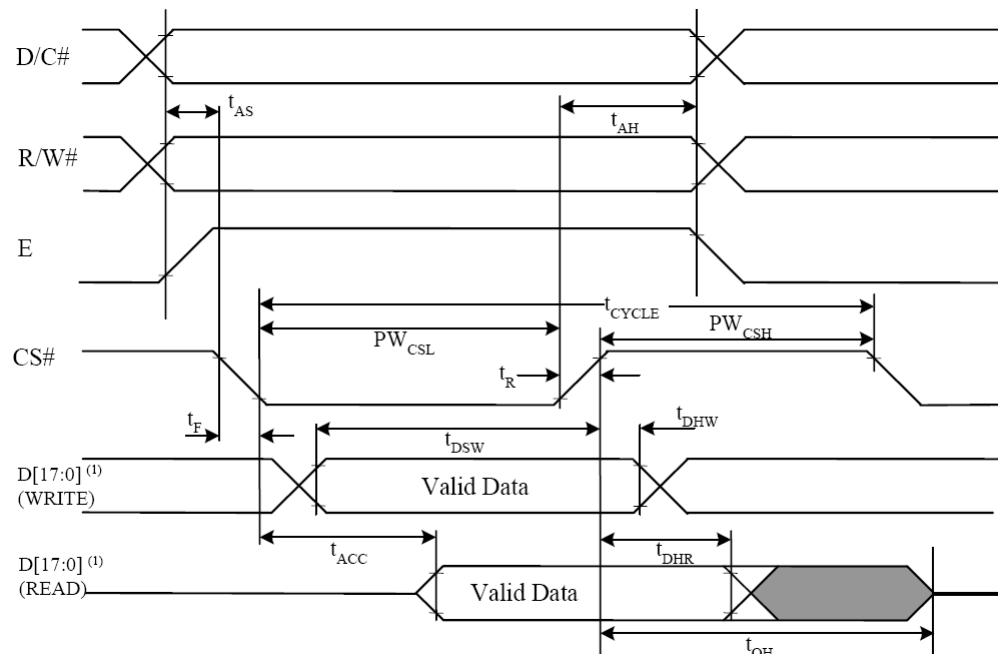 D/C#
t_AS
t_AH
R/W#
E
t_CYCLE
PW_CSL
PW_CSH
CS#
t_R
t_F
t_DSW
t_DHW
D[17:0] (1)
(WRITE)
Valid Data
t_ACC
t_DHR
D[17:0] (1)
(READ)
Valid Data
t_OH